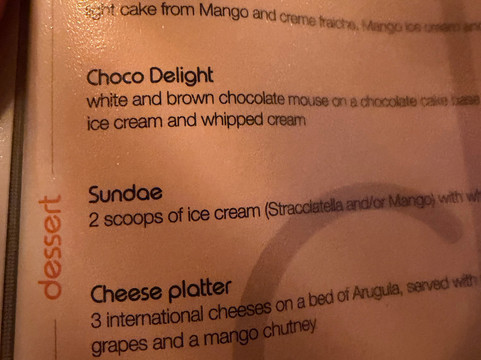 light cake from Mango and creme fraiche, Mango ice cream and
Choco Delight
white and brown chocolate mouse on a chocolate cake base
ice cream and whipped cream
Sundae
2 scoops of ice cream (Stracciatella and/or Mango) with
Cheese platter
3 international cheeses on a bed of Arugula, served with
grapes and a mango chutney
dessert